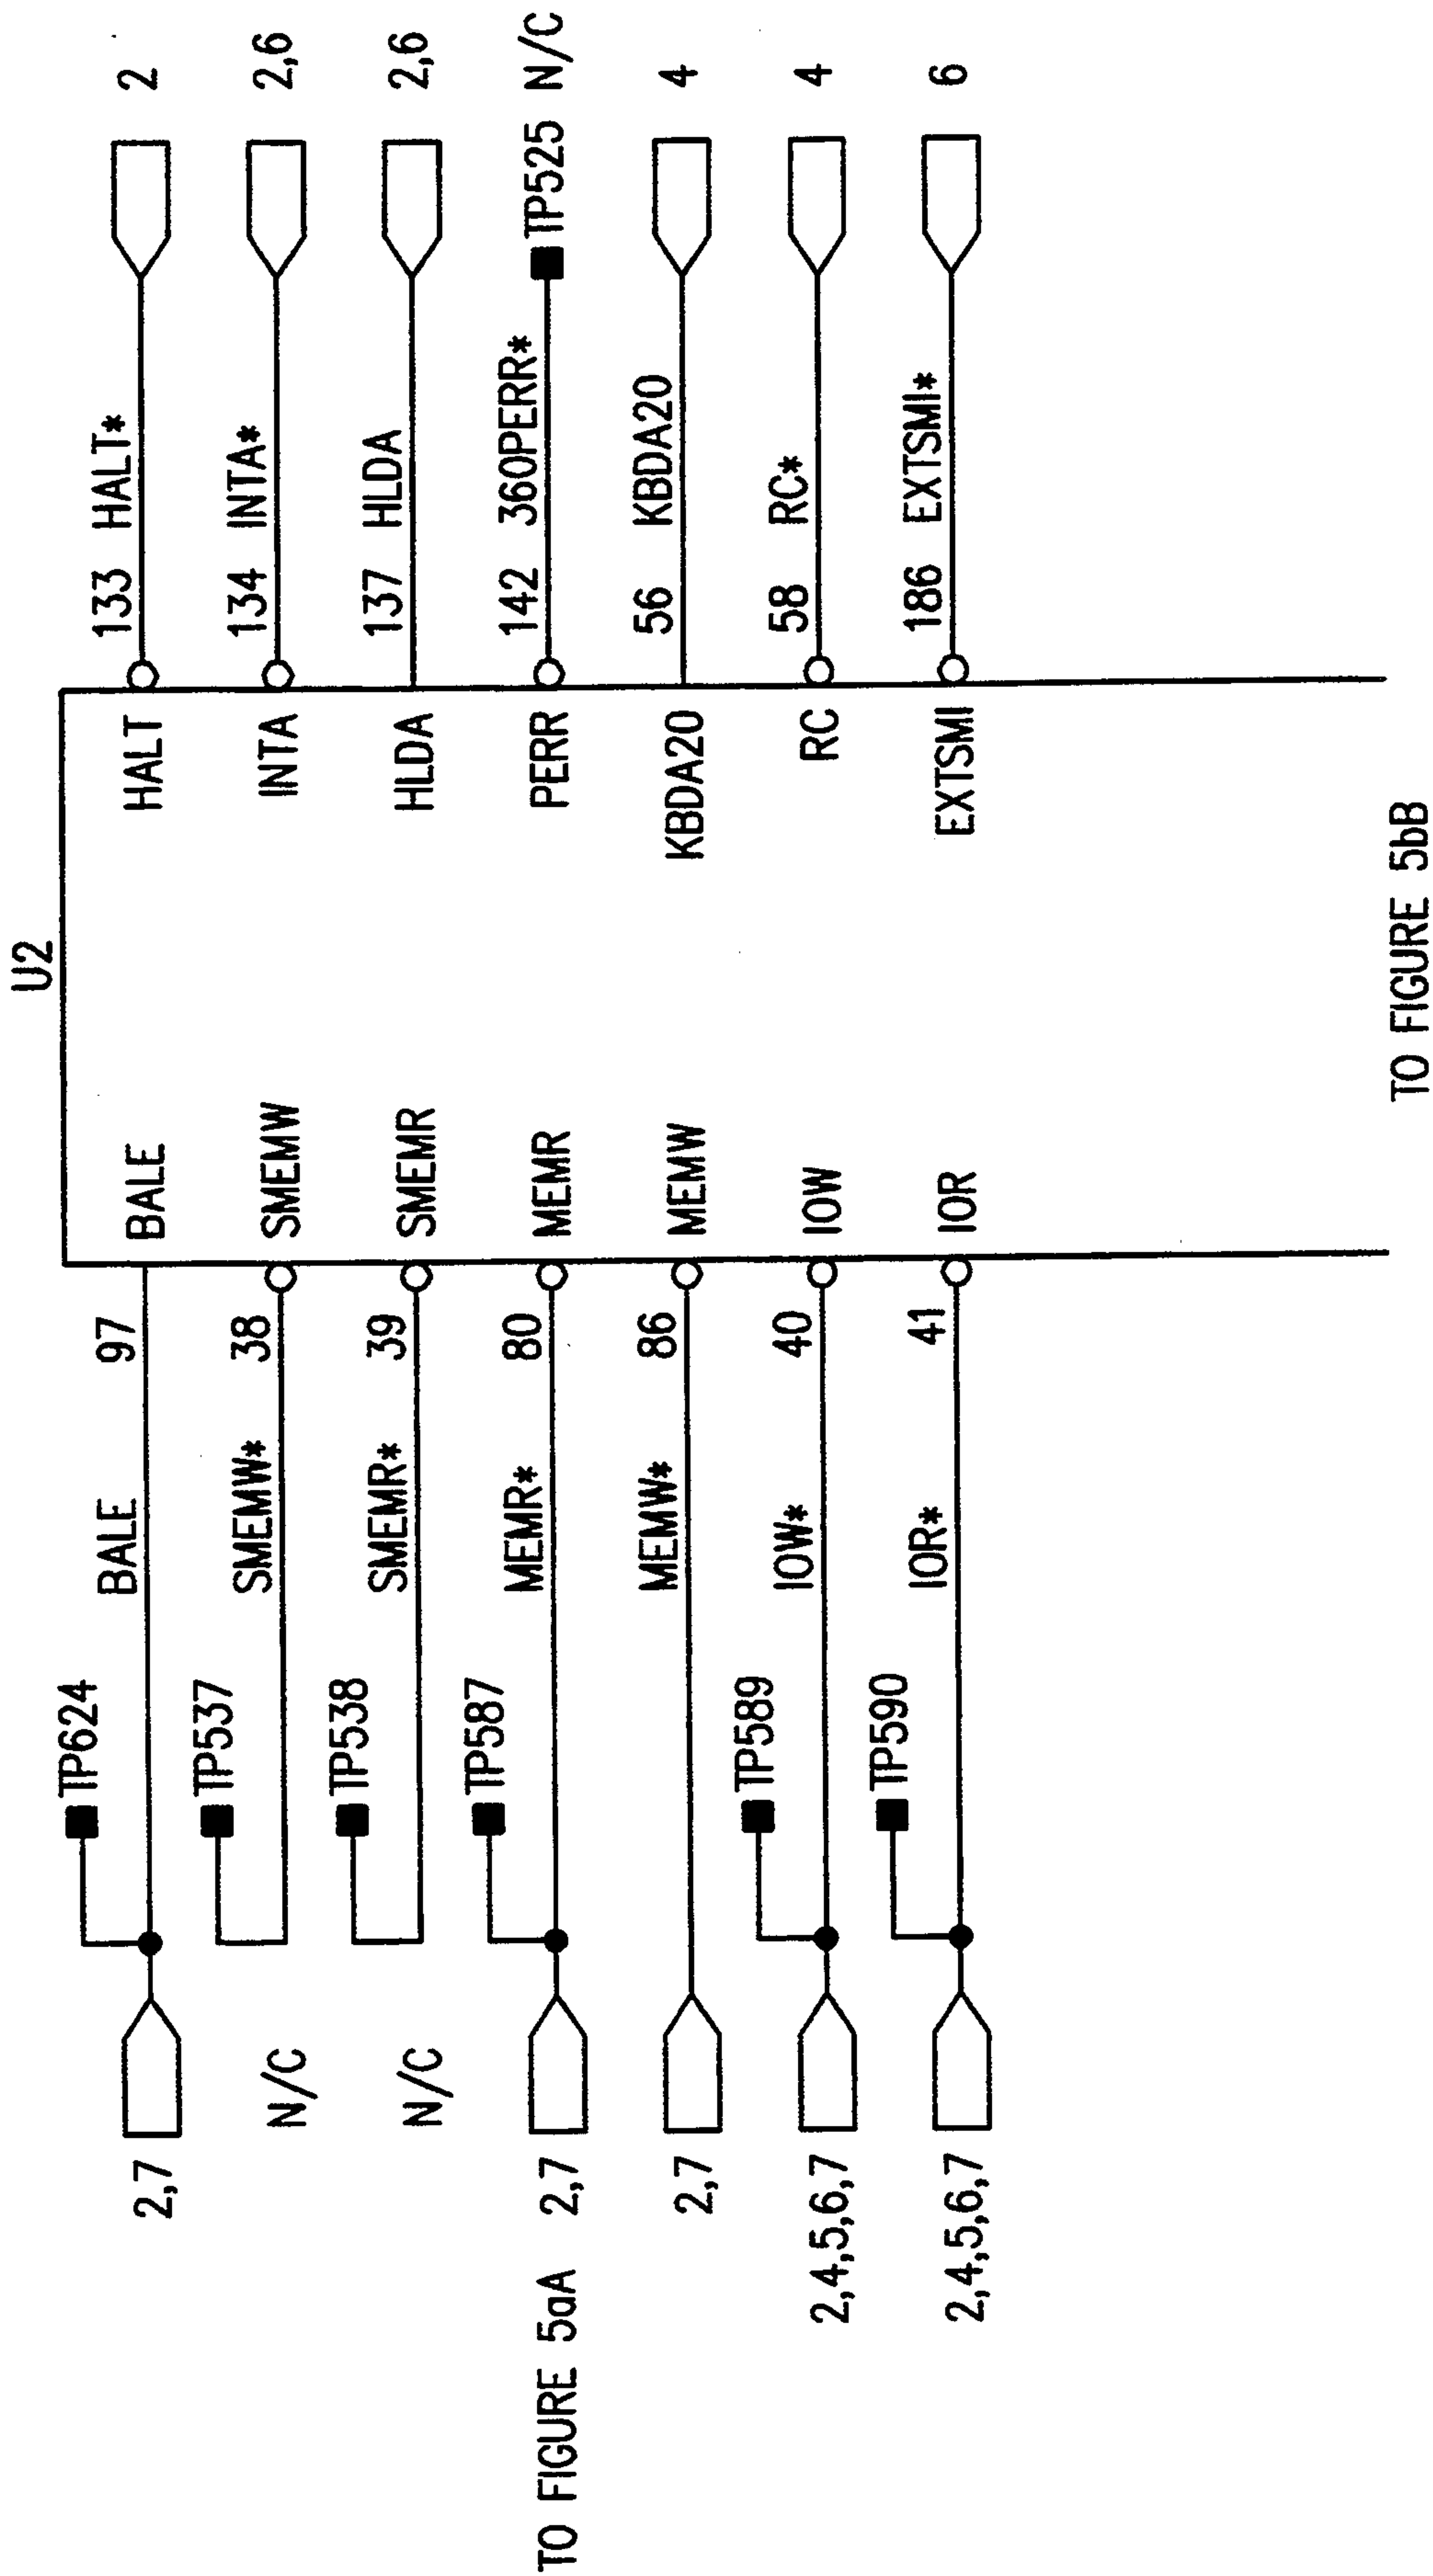 U2
TP624
2,7 BALE 97 BALE HALT 133 HALT* 2
TP537
N/C SMEMW* 38 SMEMW INTA 134 INTA* 2,6
TP538
N/C SMEMR* 39 SMEMR HLDA 137 HLDA 2,6
TP587
TO FIGURE 5aA 2,7 MEMR* 80 MEMR PERR 142 360PERR* TP525 N/C
2,7 MEMW* 86 MEMW KBDA20 56 KBDA20 4
TP589
2,4,5,6,7 IOW* 40 IOW RC 58 RC* 4
TP590
2,4,5,6,7 IOR* 41 IOR EXTSMI 186 EXTSMI* 6
TO FIGURE 5bB